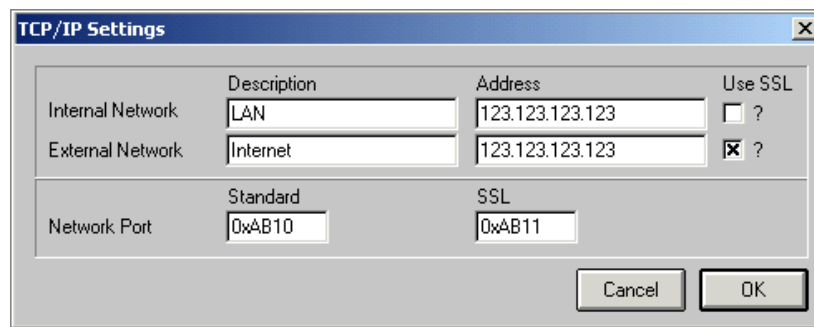 TCP/IP Settings
Description Address Use SSL
Internal Network LAN 123.123.123.123 ?
External Network Internet 123.123.123.123 ?
Standard SSL
Network Port 0xAB10 0xAB11
Cancel OK